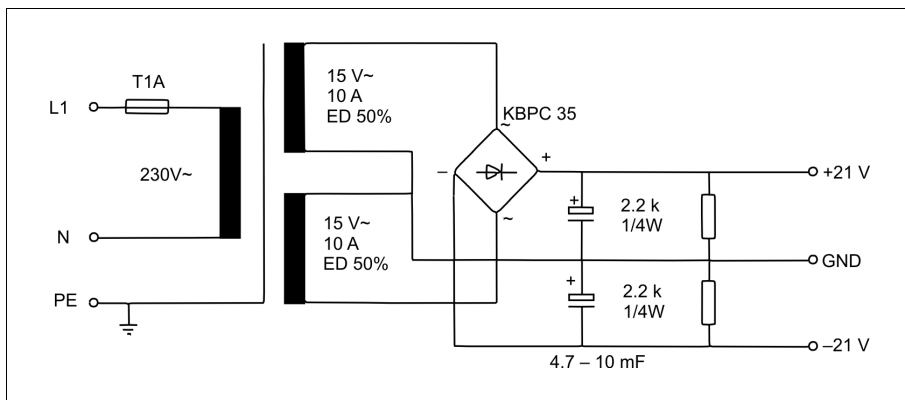 T1A
L1
230V~
N
PE
15 V~
10 A
ED 50%
15 V~
10 A
ED 50%
KBPC 35
~
+
–
~
+21 V
+
2.2 k
1/4W
GND
+
2.2 k
1/4W
–21 V
4.7 – 10 mF